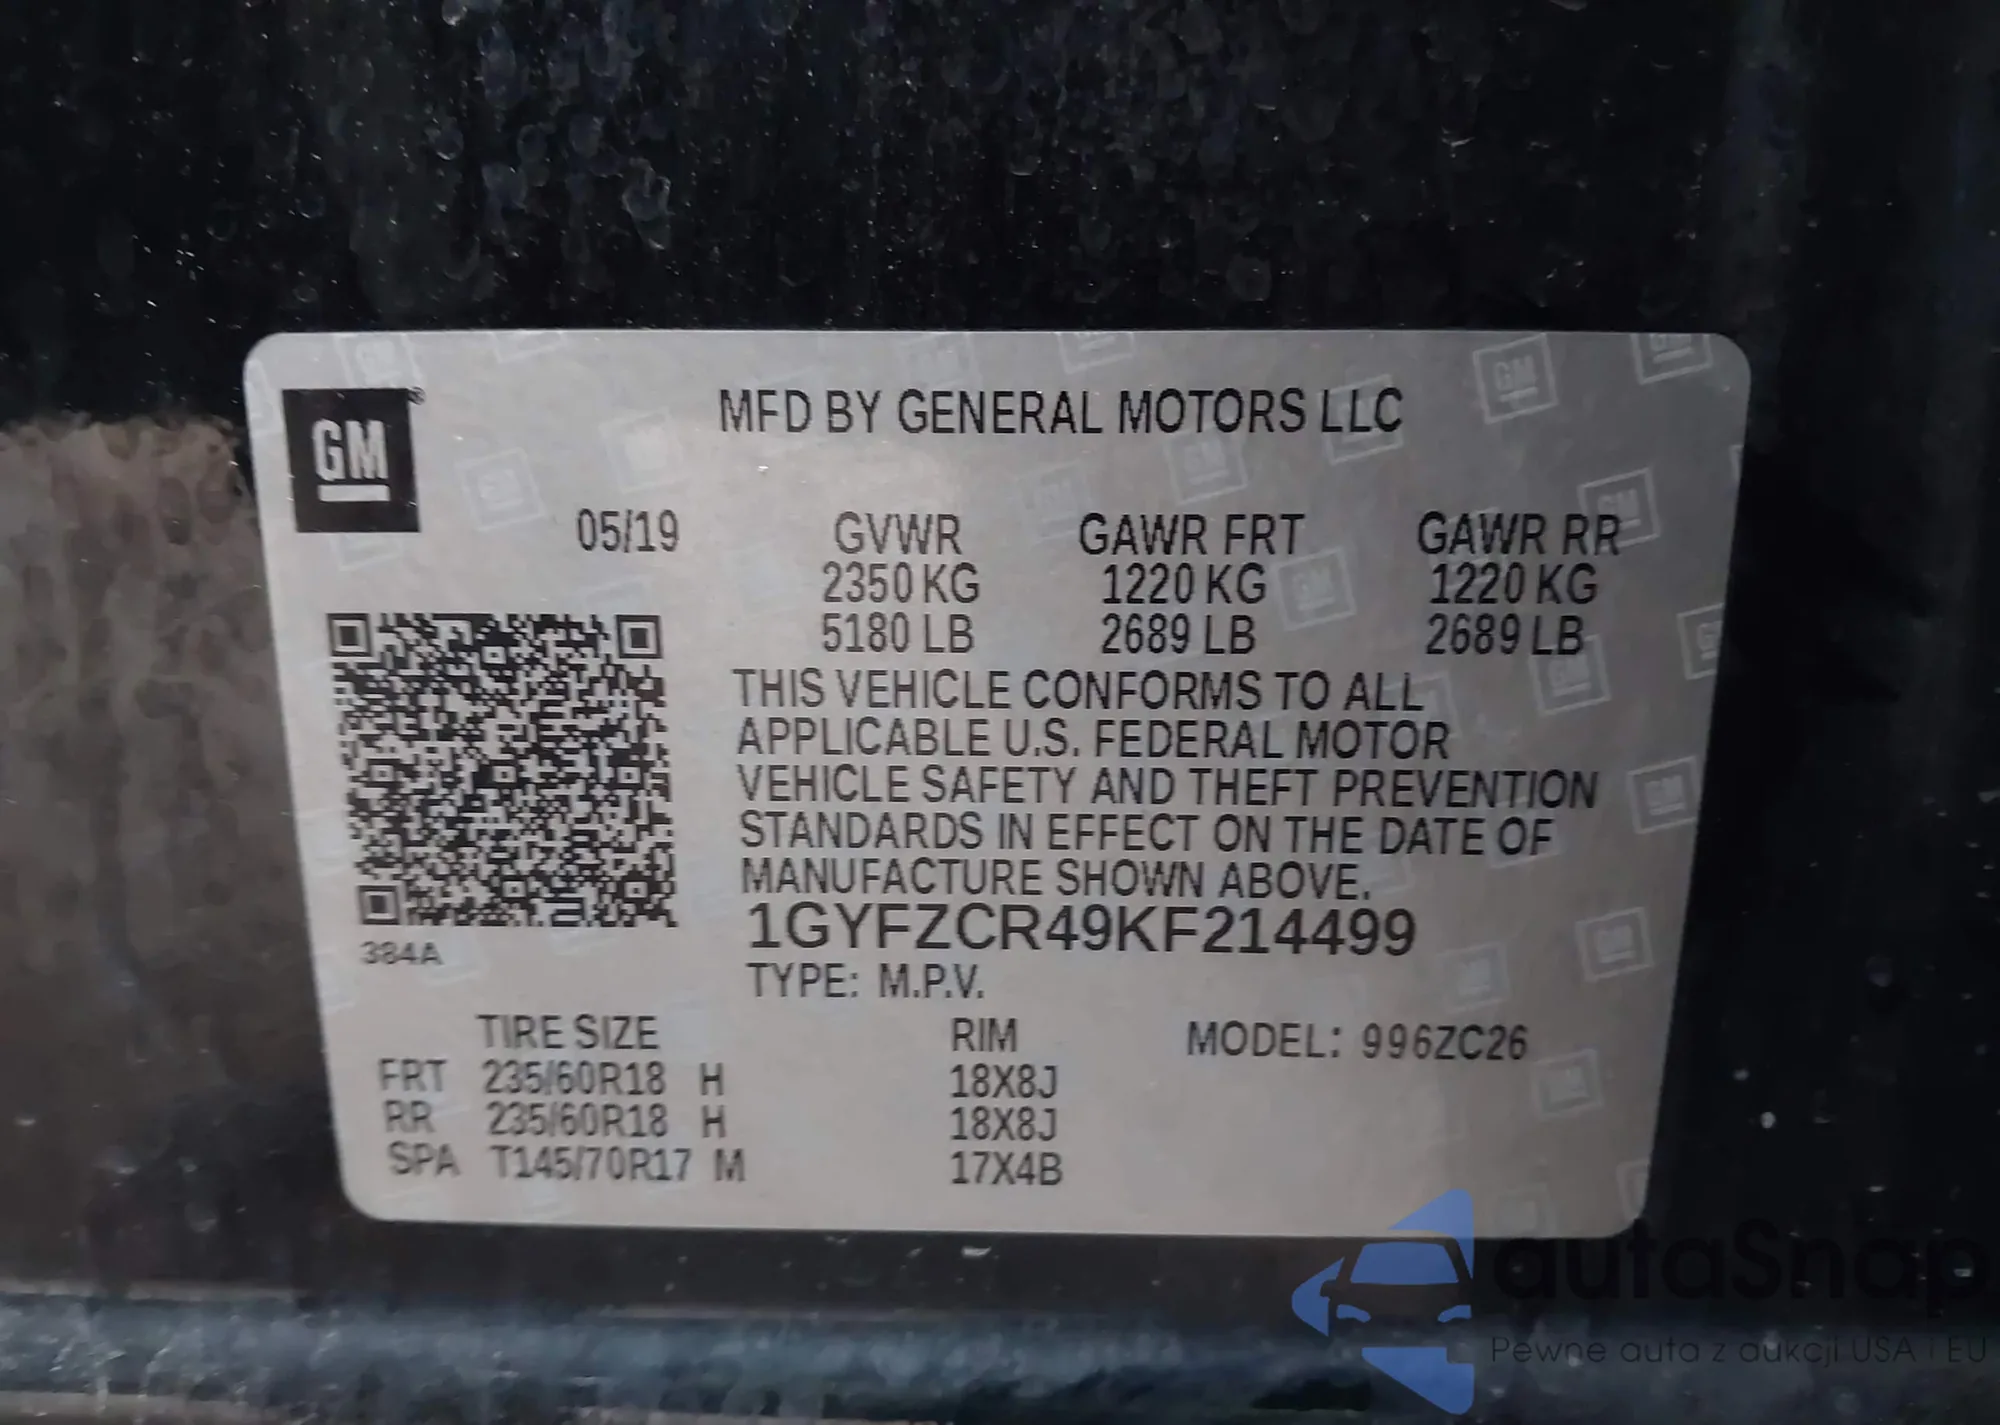 GM
MFD BY GENERAL MOTORS LLC
05/19 GVWR GAWR FRT GAWR RR
2350 KG 1220 KG 1220 KG
5180 LB 2689 LB 2689 LB
THIS VEHICLE CONFORMS TO ALL
APPLICABLE U.S. FEDERAL MOTOR
VEHICLE SAFETY AND THEFT PREVENTION
STANDARDS IN EFFECT ON THE DATE OF
MANUFACTURE SHOWN ABOVE.
1GYFZCR49KF214499
384A
TYPE: M.P.V.
TIRE SIZE RIM MODEL: 996ZC26
FRT 235/60R18 H 18X8J
RR 235/60R18 H 18X8J
SPA T145/70R17 M 17X4B
autaSnap
Pewne auta z aukcji USA i EU